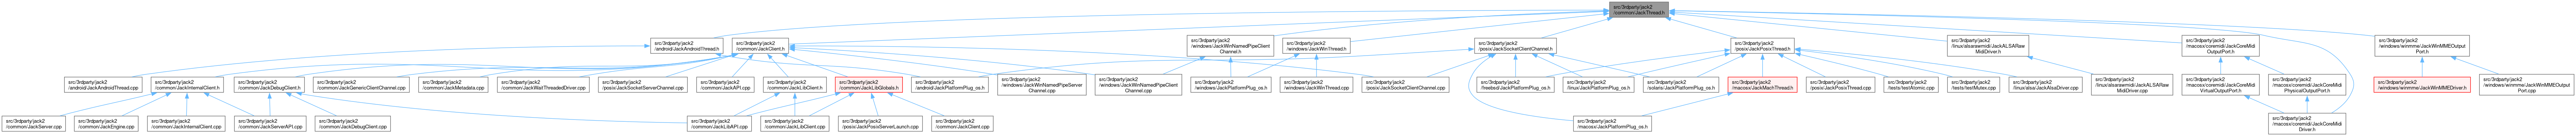 src/3rdparty/jack2
/common/JackThread.h
src/3rdparty/jack2
/android/JackAndroidThread.h
src/3rdparty/jack2
/common/JackClient.h
src/3rdparty/jack2
/windows/JackWinNamedPipeClient
Channel.h
src/3rdparty/jack2
/windows/JackWinThread.h
src/3rdparty/jack2
/posix/JackSocketClientChannel.h
src/3rdparty/jack2
/posix/JackPosixThread.h
src/3rdparty/jack2
/linux/alsarawmidi/JackALSARaw
MidiDriver.h
src/3rdparty/jack2
/macosx/coremidi/JackCoreMidi
OutputPort.h
src/3rdparty/jack2
/windows/winmme/JackWinMMEOutput
Port.h
src/3rdparty/jack2
/android/JackAndroidThread.cpp
src/3rdparty/jack2
/common/JackInternalClient.h
src/3rdparty/jack2
/common/JackDebugClient.h
src/3rdparty/jack2
/common/JackGenericClientChannel.cpp
src/3rdparty/jack2
/common/JackMetadata.cpp
src/3rdparty/jack2
/common/JackWaitThreadedDriver.cpp
src/3rdparty/jack2
/posix/JackSocketServerChannel.cpp
src/3rdparty/jack2
/common/JackAPI.cpp
src/3rdparty/jack2
/common/JackLibClient.h
src/3rdparty/jack2
/common/JackLibGlobals.h
src/3rdparty/jack2
/android/JackPlatformPlug_os.h
src/3rdparty/jack2
/windows/JackWinNamedPipeServer
Channel.cpp
src/3rdparty/jack2
/windows/JackWinNamedPipeClient
Channel.cpp
src/3rdparty/jack2
/windows/JackPlatformPlug_os.h
src/3rdparty/jack2
/windows/JackWinThread.cpp
src/3rdparty/jack2
/posix/JackSocketClientChannel.cpp
src/3rdparty/jack2
/freebsd/JackPlatformPlug_os.h
src/3rdparty/jack2
/linux/JackPlatformPlug_os.h
src/3rdparty/jack2
/solaris/JackPlatformPlug_os.h
src/3rdparty/jack2
/macosx/JackMachThread.h
src/3rdparty/jack2
/posix/JackPosixThread.cpp
src/3rdparty/jack2
/tests/testAtomic.cpp
src/3rdparty/jack2
/tests/testMutex.cpp
src/3rdparty/jack2
/linux/alsa/JackAlsaDriver.cpp
src/3rdparty/jack2
/linux/alsarawmidi/JackALSARaw
MidiDriver.cpp
src/3rdparty/jack2
/macosx/coremidi/JackCoreMidi
VirtualOutputPort.h
src/3rdparty/jack2
/macosx/coremidi/JackCoreMidi
PhysicalOutputPort.h
src/3rdparty/jack2
/windows/winmme/JackWinMMEDriver.h
src/3rdparty/jack2
/windows/winmme/JackWinMMEOutput
Port.cpp
src/3rdparty/jack2
/common/JackServer.cpp
src/3rdparty/jack2
/common/JackEngine.cpp
src/3rdparty/jack2
/common/JackInternalClient.cpp
src/3rdparty/jack2
/common/JackServerAPI.cpp
src/3rdparty/jack2
/common/JackDebugClient.cpp
src/3rdparty/jack2
/common/JackLibAPI.cpp
src/3rdparty/jack2
/common/JackLibClient.cpp
src/3rdparty/jack2
/posix/JackPosixServerLaunch.cpp
src/3rdparty/jack2
/common/JackClient.cpp
src/3rdparty/jack2
/macosx/JackPlatformPlug_os.h
src/3rdparty/jack2
/macosx/coremidi/JackCoreMidi
Driver.h